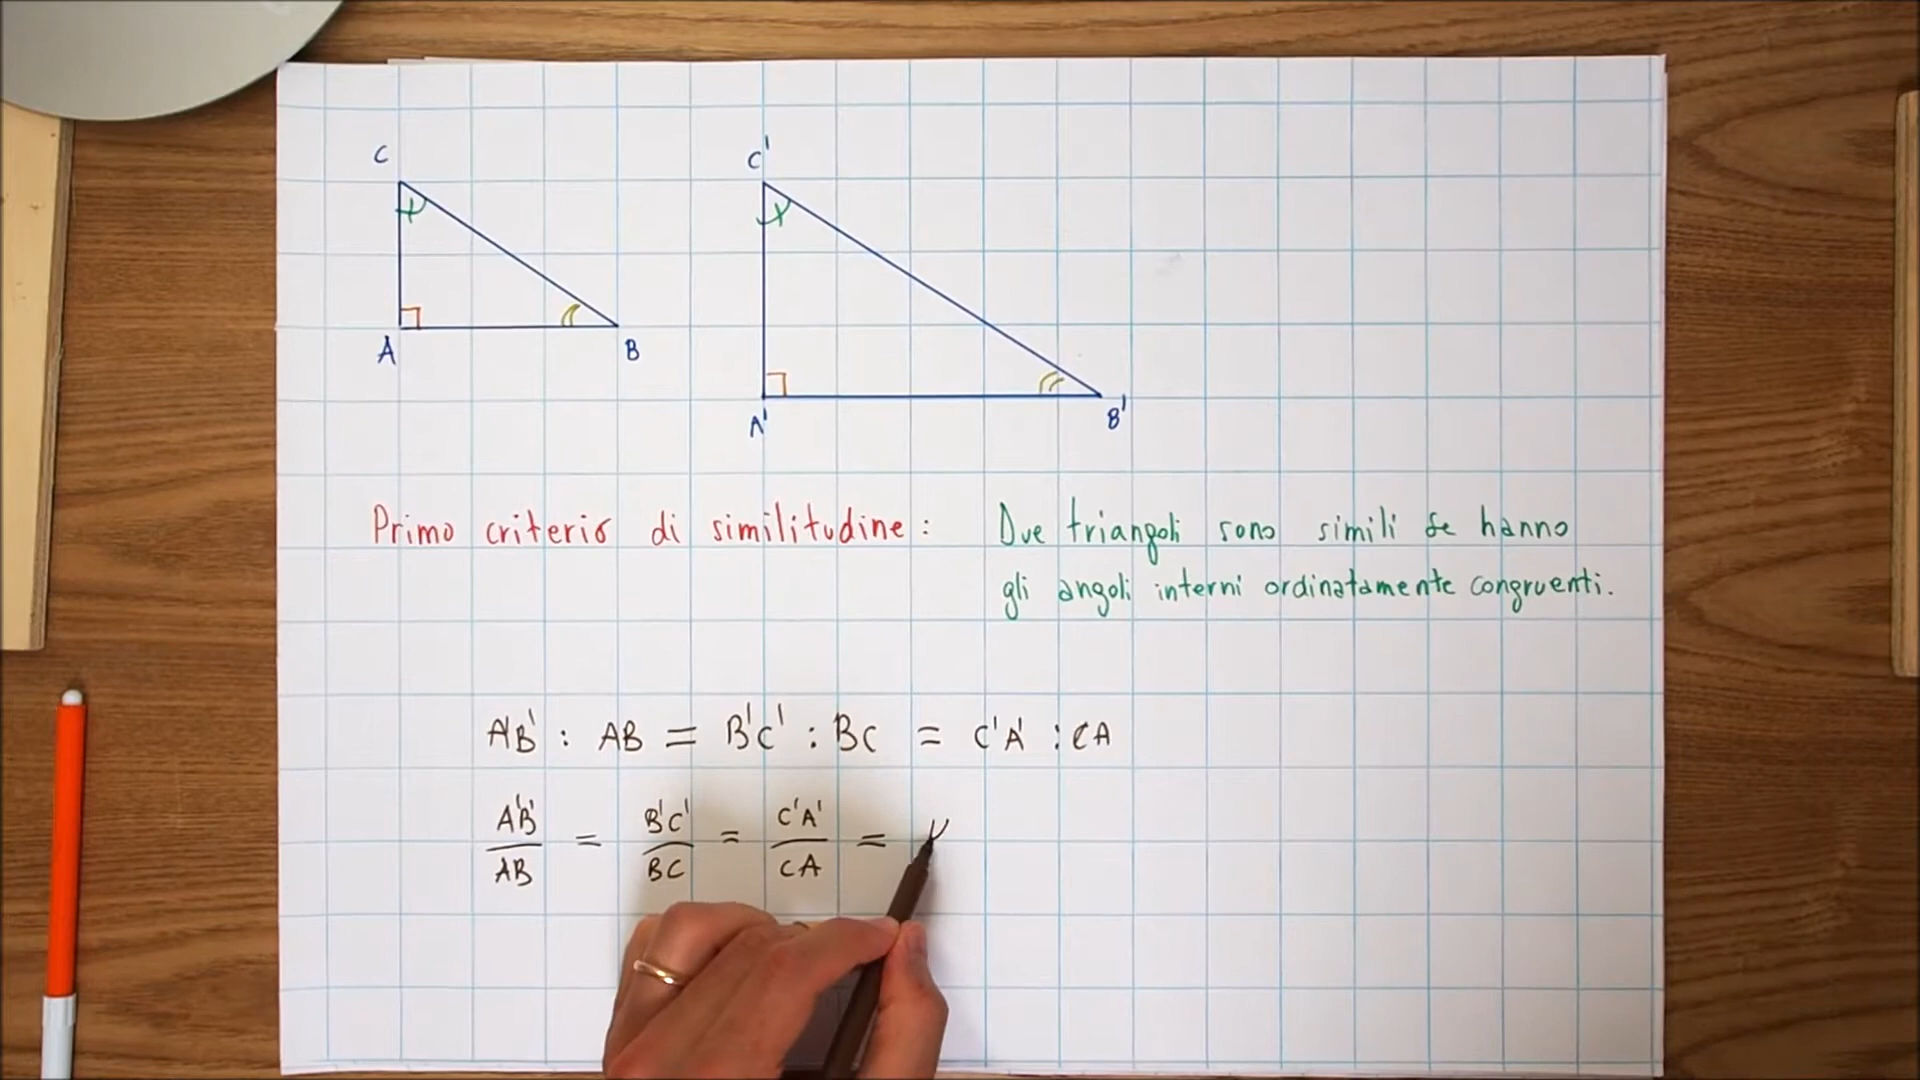 C
C'
A
B
A'
B'
Primo criterio di similitudine: Due triangoli sono simili se hanno
gli angoli interni ordinatamente congruenti.
A'B' : AB = B'C' : BC = C'A' : CA
A'B'/AB = B'C'/BC = C'A'/CA =